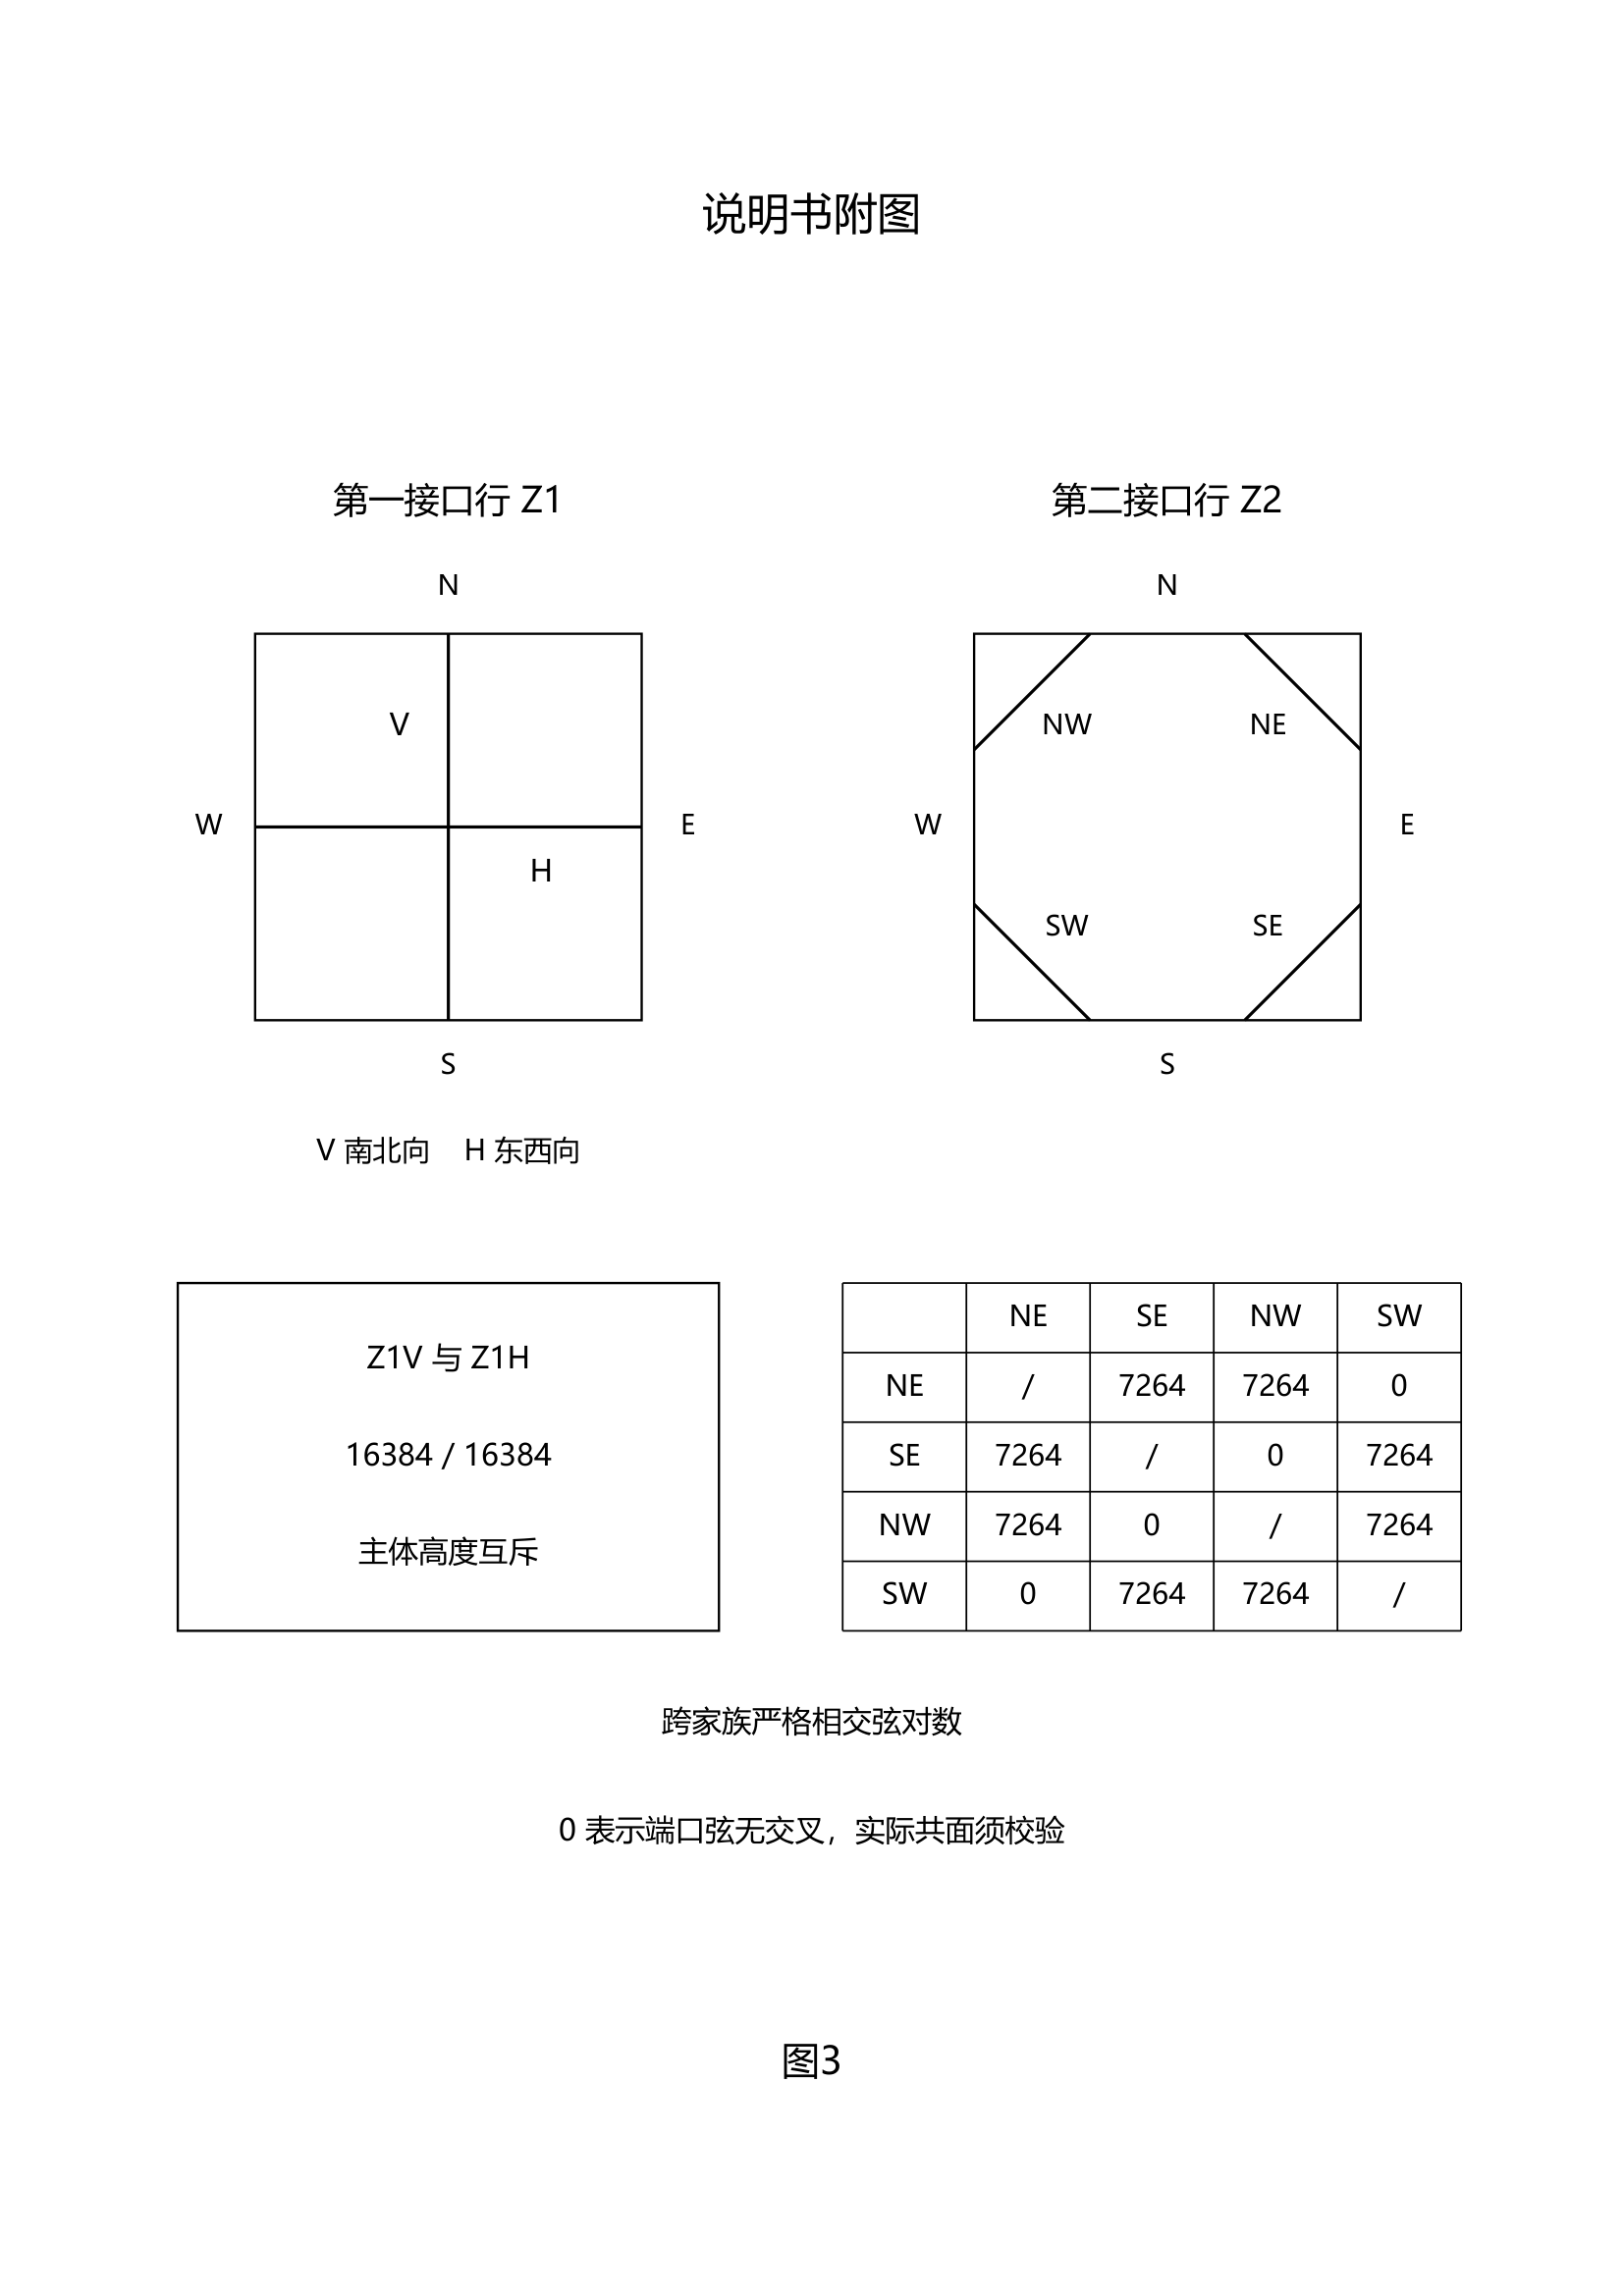 说明书附图
第一接口行 Z1
第二接口行 Z2
N
N
V
NW
NE
W
E
W
E
H
SW
SE
S
S
V 南北向 H 东西向
Z1V 与 Z1H
16384 / 16384
主体高度互斥
NE SE NW SW
NE / 7264 7264 0
SE 7264 / 0 7264
NW 7264 0 / 7264
SW 0 7264 7264 /
跨家族严格相交弦对数
0 表示端口弦无交叉，实际共面须校验
图3